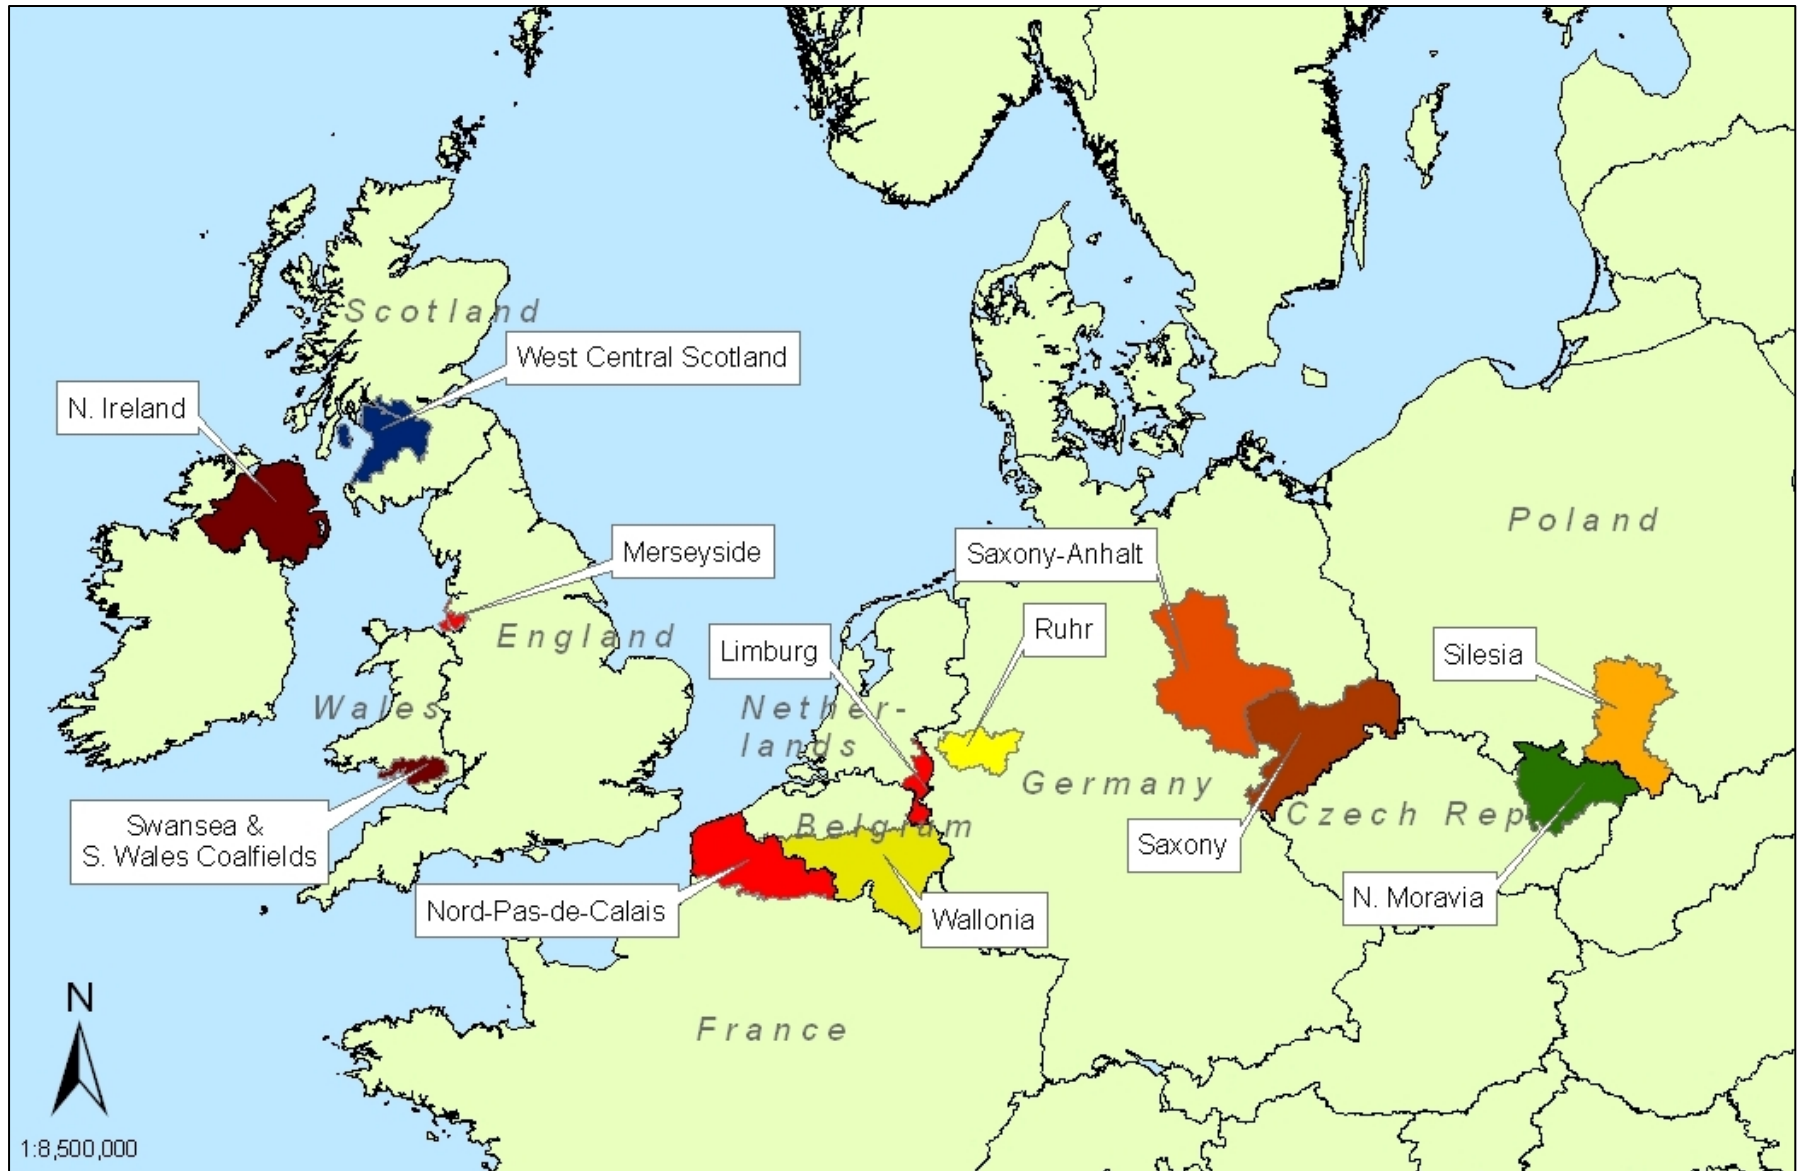 Scotland
West Central Scotland
N. Ireland
Poland
Merseyside
Saxony-Anhalt
England
Ruhr
Limburg
Silesia
Wales
Nether-
lands
Germany
Swansea &
S. Wales Coalfields
Belgium
Czech Rep
Saxony
Nord-Pas-de-Calais
Wallonia
N. Moravia
N
France
1:8,500,000